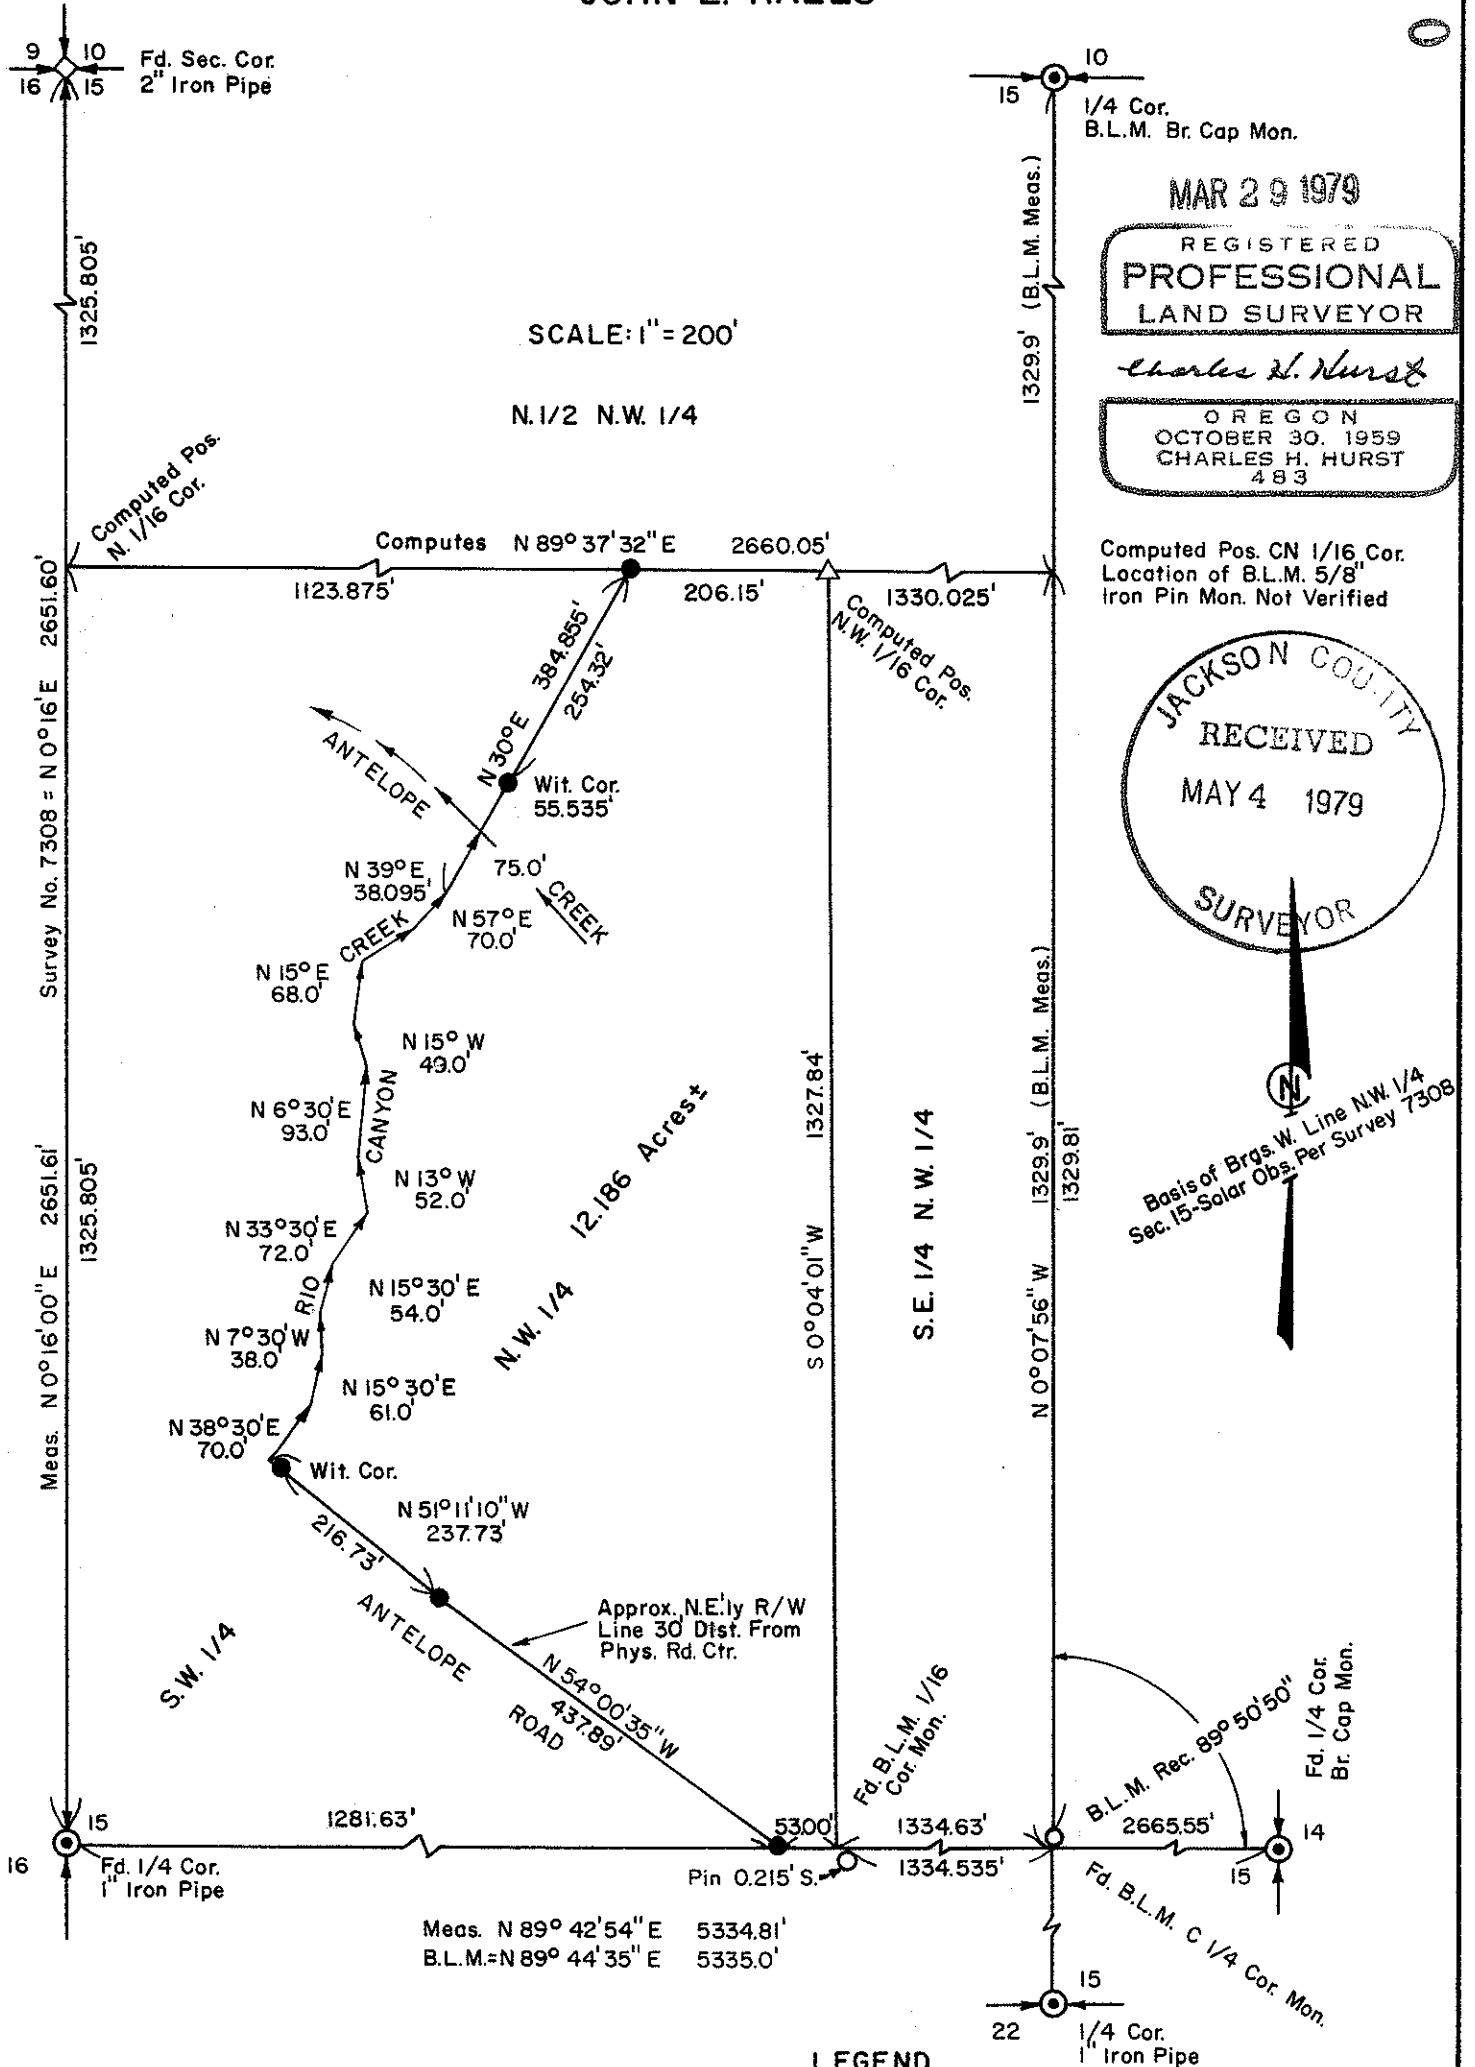 9
10
16
15
Fd. Sec. Cor.
2" Iron Pipe
10
15
1/4 Cor.
B.L.M. Br. Cap Mon.
MAR 29 1979
REGISTERED
PROFESSIONAL
LAND SURVEYOR
Charles H. Hurst
OREGON
OCTOBER 30. 1959
CHARLES H. HURST
483
1325.805'
1329.9' (B.L.M. Meas.)
SCALE: 1" = 200'
N.1/2 N.W. 1/4
Computed Pos.
N. 1/16 Cor.
Computes N 89° 37'32" E 2660.05'
1123.875'
206.15'
1330.025'
Computed Pos. CN 1/16 Cor.
Location of B.L.M. 5/8"
Iron Pin Mon. Not Verified
Computed Pos.
N.W. 1/16 Cor.
JACKSON COUNTY
RECEIVED
MAY 4 1979
SURVEYOR
Survey No. 7308 = N 0°16'E 2651.60'
384.855'
254.32'
N 30°E
ANTELOPE
Wit. Cor.
55.535'
75.0'
CREEK
N 39° E
38.095'
N 57° E
70.0'
CREEK
N 15° E
68.0'
N 15° W
49.0'
N 6°30'E
93.0'
CANYON
N 13° W
52.0'
N 33°30'E
72.0'
RIO
N 15°30'E
54.0'
N 7°30'W
38.0'
N 15°30'E
61.0'
N 38°30'E
70.0'
Wit. Cor.
12.186 Acres±
N.W. 1/4
1327.84'
S 0°04'01" W
S.E. 1/4 N.W. 1/4
N 0°07'56" W 1329.9' (B.L.M. Meas.)
1329.81'
N
Basis of Brgs. W. Line N.W. 1/4
Sec. 15-Solar Obs. Per Survey 7308
Meas. N 0°16'00" E 2651.61'
1325.805'
N 51°11'10" W
237.73'
216.73'
ANTELOPE
ROAD
Approx. N.E.'ly R/W
Line 30' Dist. From
Phys. Rd. Ctr.
N 54°00'35" W
437.89'
S.W. 1/4
Fd. B.L.M. 1/16
Cor. Mon.
B.L.M. Rec. 89°50'50"
Fd. 1/4 Cor.
Br. Cap Mon.
15
16
Fd. 1/4 Cor.
1" Iron Pipe
1281.63'
53.00'
1334.63'
1334.535'
2665.55'
14
15
Pin 0.215' S.
Fd. B.L.M. C 1/4 Cor. Mon.
Meas. N 89° 42'54" E 5334.81'
B.L.M.=N 89° 44'35" E 5335.0'
15
22
1/4 Cor.
1" Iron Pipe
LEGEND